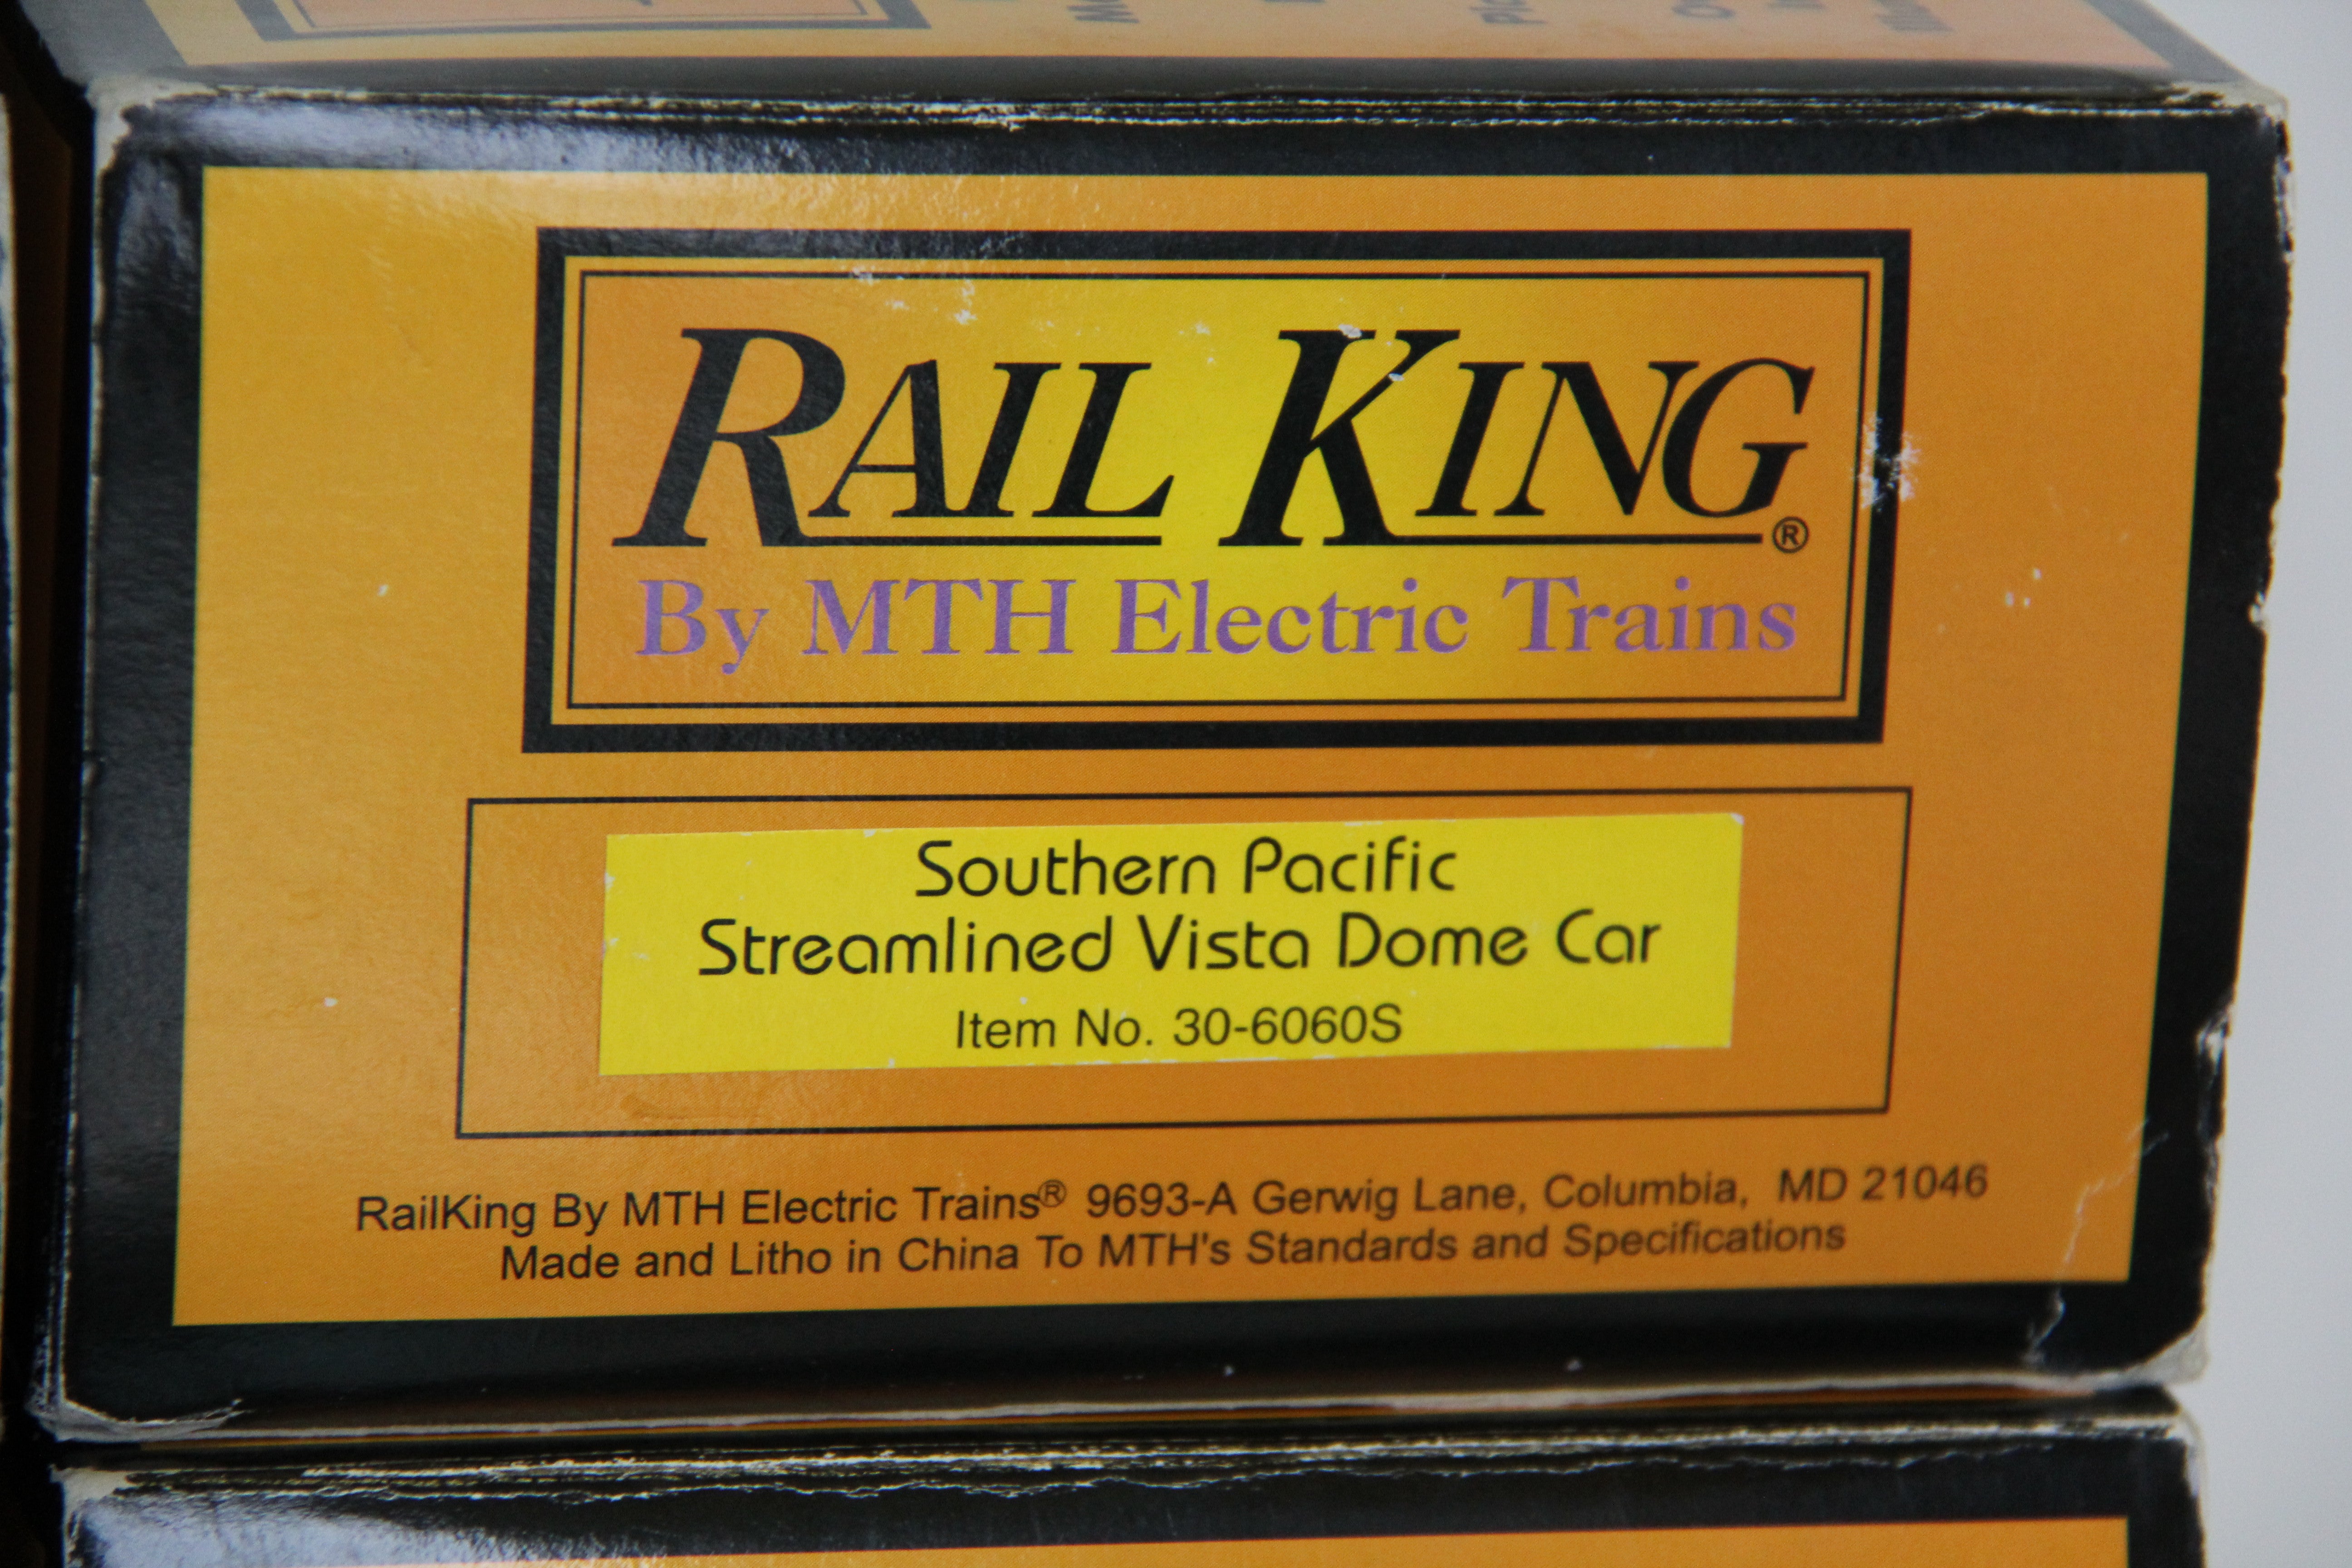 RAIL KING®
By MTH Electric Trains
Southern Pacific
Streamlined Vista Dome Car
Item No. 30-6060S
RailKing By MTH Electric Trains® 9693-A Gerwig Lane, Columbia, MD 21046
Made and Litho in China To MTH's Standards and Specifications